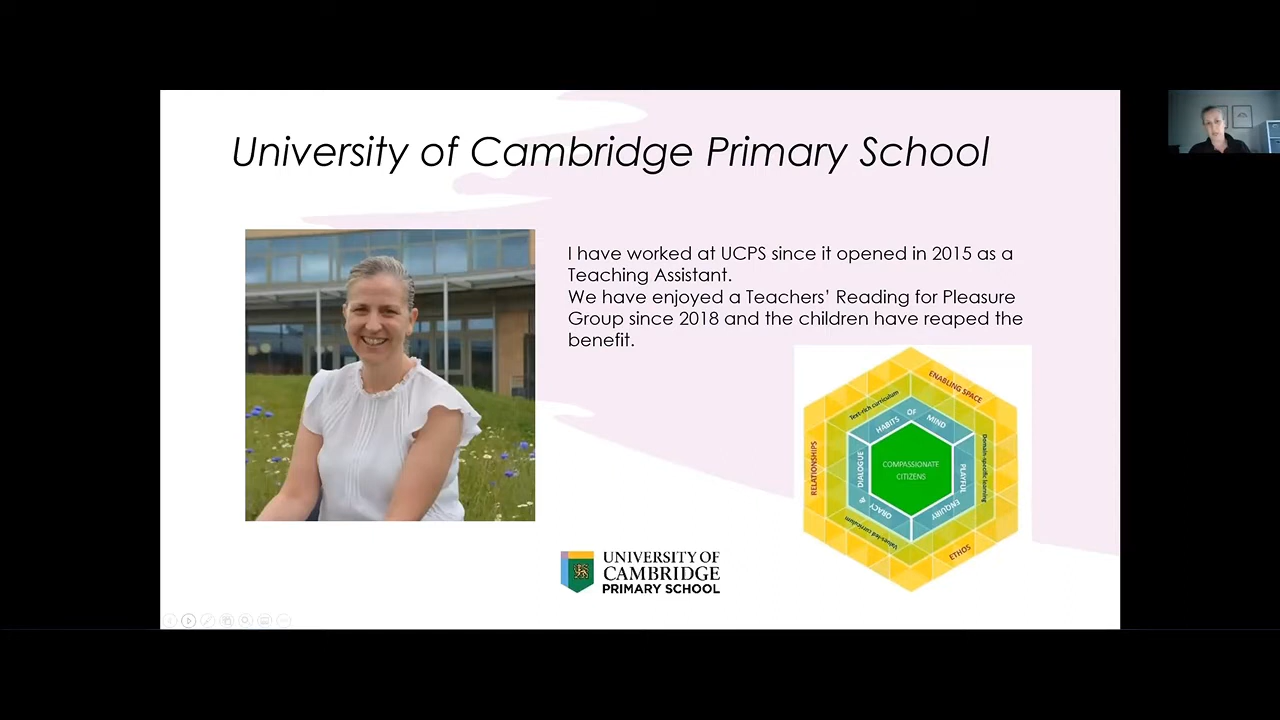 University of Cambridge Primary School
I have worked at UCPS since it opened in 2015 as a
Teaching Assistant.
We have enjoyed a Teachers’ Reading for Pleasure
Group since 2018 and the children have reaped the
benefit.
ENABLING SPACE
Text-rich curriculum
HABITS OF MIND
RELATIONSHIPS
DIALOGUE
COMPASSIONATE
CITIZENS
PLAYFUL
Domain-specific learning
ORACY &
ENQUIRY
Values-led curriculum
ETHOS
UNIVERSITY OF
CAMBRIDGE
PRIMARY SCHOOL